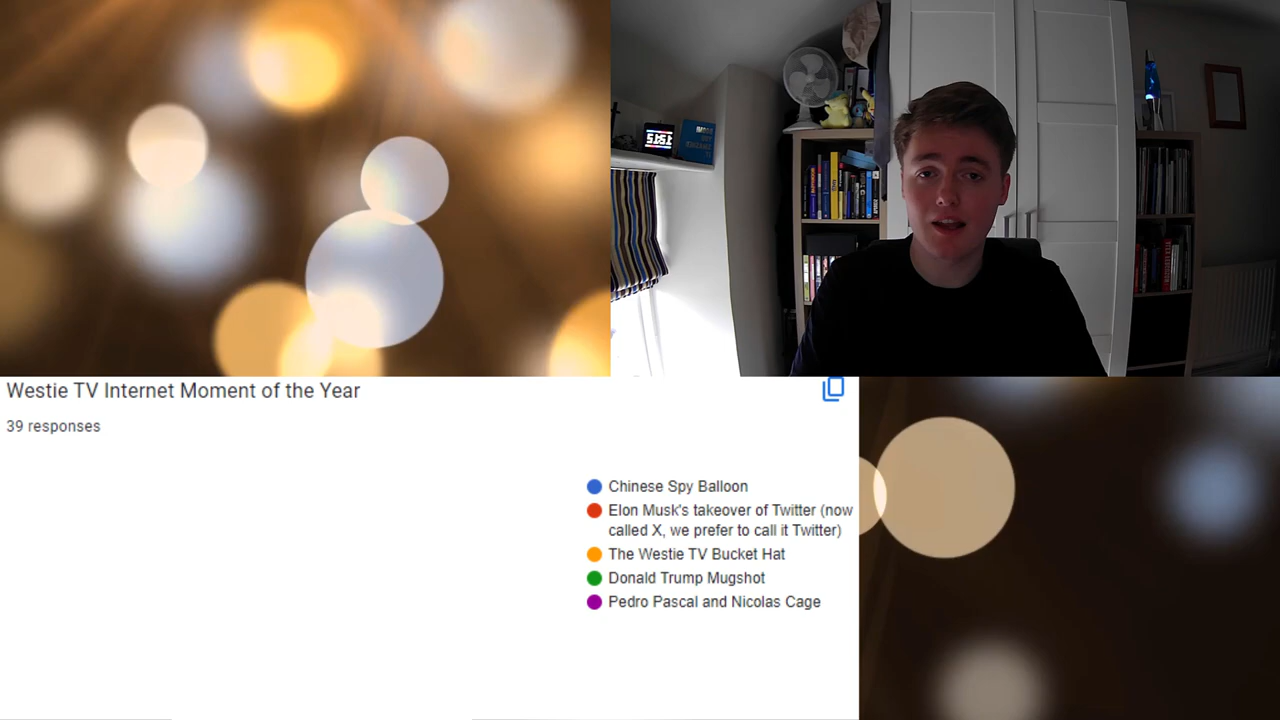 Westie TV Internet Moment of the Year
39 responses
Chinese Spy Balloon
Elon Musk's takeover of Twitter (now
called X, we prefer to call it Twitter)
The Westie TV Bucket Hat
Donald Trump Mugshot
Pedro Pascal and Nicolas Cage